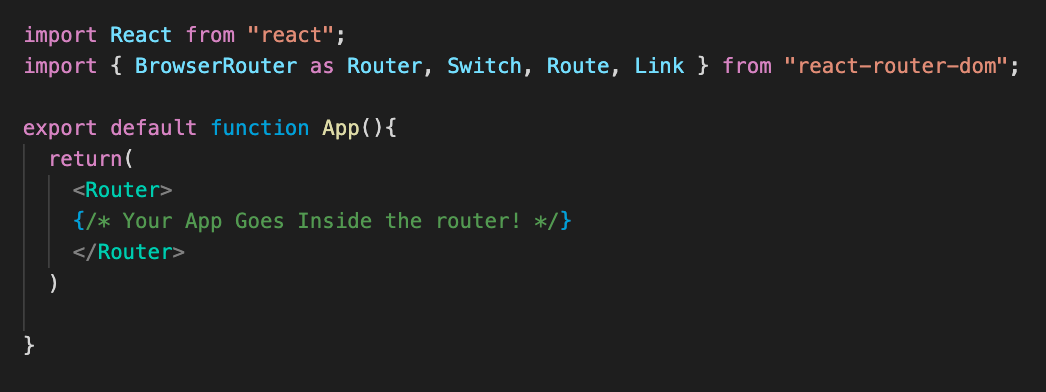 import React from "react";
import { BrowserRouter as Router, Switch, Route, Link } from "react-router-dom";
export default function App(){
return(
<Router>
{/* Your App Goes Inside the router! */}
</Router>
)
}